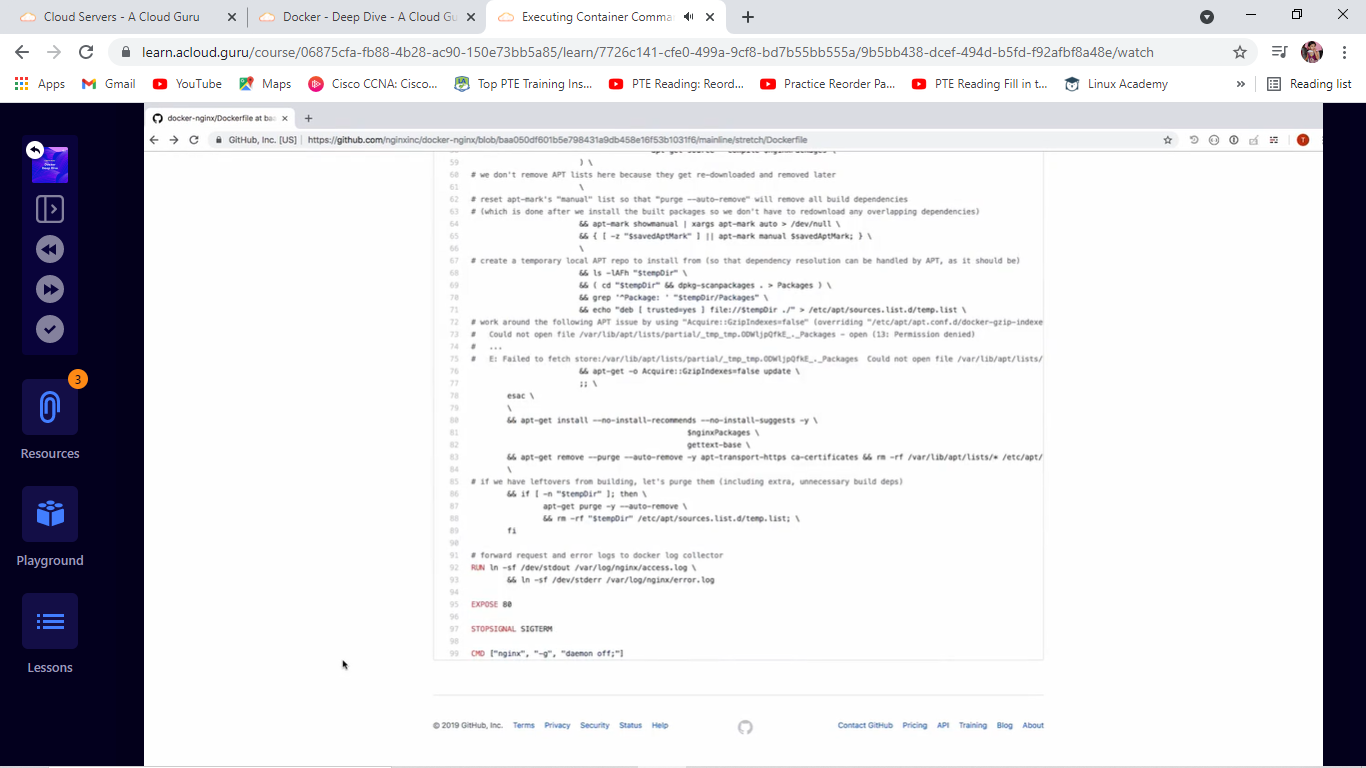 Cloud Servers - A Cloud Guru
Docker - Deep Dive - A Cloud Gu
Executing Container Comma
learn.acloud.guru/course/06875cfa-fb88-4b28-ac90-150e73bb5a85/learn/7726c141-cfe0-499a-9cf8-bd7b55bb555a/9b5bb438-dcef-494d-b5fd-f92afbf8a48e/watch
Apps Gmail YouTube Maps Cisco CCNA: Cisco... Top PTE Training Ins... PTE Reading: Reord... Practice Reorder Pa... PTE Reading Fill in t... Linux Academy » Reading list
docker-nginx/Dockerfile at baa
GitHub, Inc. [US] https://github.com/nginxinc/docker-nginx/blob/baa050df601b5e798431a9db458e16f53b1031f6/mainline/stretch/Dockerfile
Docker
Deep Dive
3
Resources
Playground
Lessons
59 ) \
60 # we don't remove APT lists here because they get re-downloaded and removed later
61 \
62 # reset apt-mark's "manual" list so that "purge --auto-remove" will remove all build dependencies
63 # (which is done after we install the built packages so we don't have to redownload any overlapping dependencies)
64 && apt-mark showmanual | xargs apt-mark auto > /dev/null \
65 && { [ -z "$savedAptMark" ] || apt-mark manual $savedAptMark; } \
66 \
67 # create a temporary local APT repo to install from (so that dependency resolution can be handled by APT, as it should be)
68 && ls -lAFh "$tempDir" \
69 && ( cd "$tempDir" && dpkg-scanpackages . > Packages ) \
70 && grep '^Package: ' "$tempDir/Packages" \
71 && echo "deb [ trusted=yes ] file://$tempDir ./" > /etc/apt/sources.list.d/temp.list \
72 # work around the following APT issue by using "Acquire::GzipIndexes=false" (overriding "/etc/apt/apt.conf.d/docker-gzip-indexe
73 # Could not open file /var/lib/apt/lists/partial/_tmp_tmp.ODWljpQfkE_._Packages - open (13: Permission denied)
74 # ...
75 # E: Failed to fetch store:/var/lib/apt/lists/partial/_tmp_tmp.ODWljpQfkE_._Packages Could not open file /var/lib/apt/lists/
76 && apt-get -o Acquire::GzipIndexes=false update \
77 ;; \
78 esac \
79 \
80 && apt-get install --no-install-recommends --no-install-suggests -y \
81 $nginxPackages \
82 gettext-base \
83 && apt-get remove --purge --auto-remove -y apt-transport-https ca-certificates && rm -rf /var/lib/apt/lists/* /etc/apt/
84 \
85 # if we have leftovers from building, let's purge them (including extra, unnecessary build deps)
86 && if [ -n "$tempDir" ]; then \
87 apt-get purge -y --auto-remove \
88 && rm -rf "$tempDir" /etc/apt/sources.list.d/temp.list; \
89 fi
90
91 # forward request and error logs to docker log collector
92 RUN ln -sf /dev/stdout /var/log/nginx/access.log \
93 && ln -sf /dev/stderr /var/log/nginx/error.log
94
95 EXPOSE 80
96
97 STOPSIGNAL SIGTERM
98
99 CMD ["nginx", "-g", "daemon off;"]
© 2019 GitHub, Inc. Terms Privacy Security Status Help Contact GitHub Pricing API Training Blog About